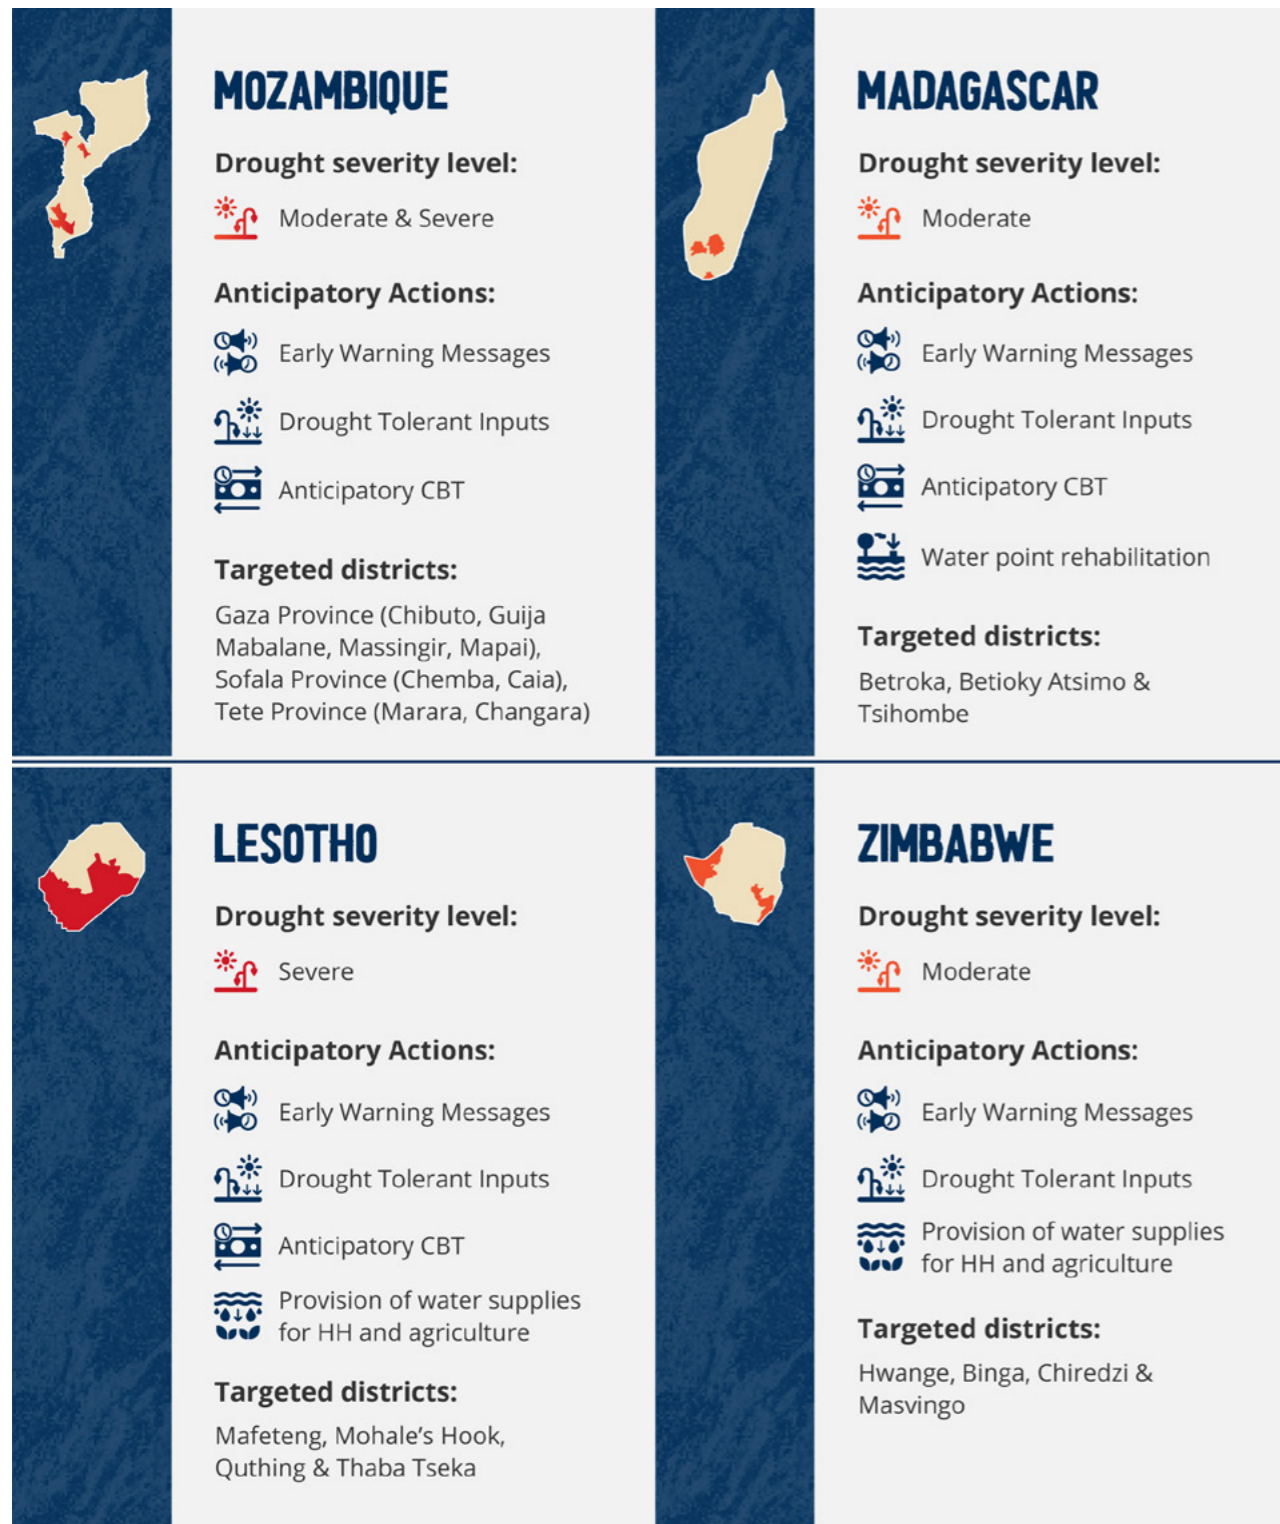 MOZAMBIQUE
Drought severity level:
Moderate & Severe
Anticipatory Actions:
Early Warning Messages
Drought Tolerant Inputs
Anticipatory CBT
Targeted districts:
Gaza Province (Chibuto, Guija
Mabalane, Massingir, Mapai),
Sofala Province (Chemba, Caia),
Tete Province (Marara, Changara)
MADAGASCAR
Drought severity level:
Moderate
Anticipatory Actions:
Early Warning Messages
Drought Tolerant Inputs
Anticipatory CBT
Water point rehabilitation
Targeted districts:
Betroka, Betioky Atsimo &
Tsihombe
LESOTHO
Drought severity level:
Severe
Anticipatory Actions:
Early Warning Messages
Drought Tolerant Inputs
Anticipatory CBT
Provision of water supplies
for HH and agriculture
Targeted districts:
Mafeteng, Mohale's Hook,
Quthing & Thaba Tseka
ZIMBABWE
Drought severity level:
Moderate
Anticipatory Actions:
Early Warning Messages
Drought Tolerant Inputs
Provision of water supplies
for HH and agriculture
Targeted districts:
Hwange, Binga, Chiredzi &
Masvingo